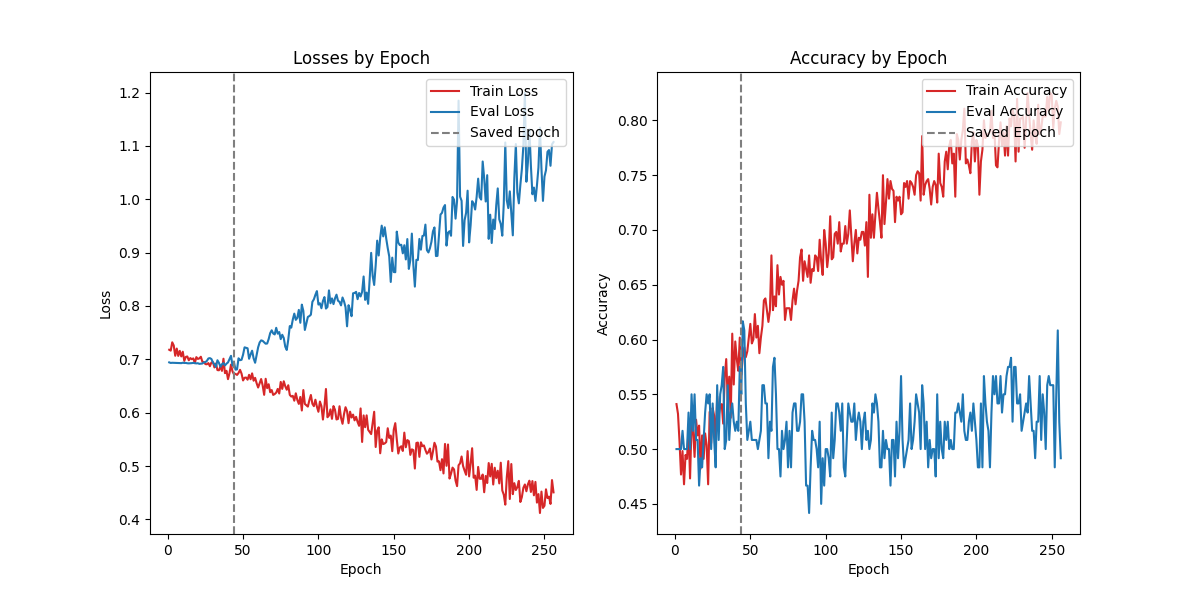 Losses by Epoch
Train Loss
Eval Loss
Saved Epoch
1.2
1.1
1.0
0.9
0.8
0.7
0.6
0.5
0.4
Loss
0 50 100 150 200 250
Epoch
Accuracy by Epoch
Train Accuracy
Eval Accuracy
Saved Epoch
0.80
0.75
0.70
0.65
0.60
0.55
0.50
0.45
Accuracy
0 50 100 150 200 250
Epoch